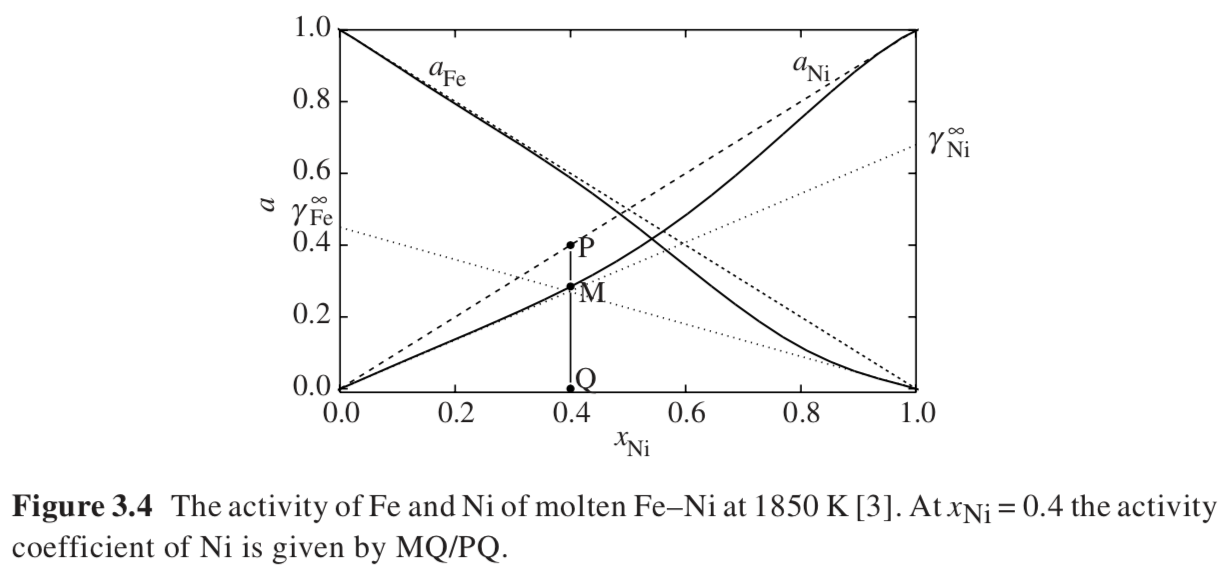 1.0
0.8
0.6
0.4
0.2
0.0
a
a_Fe
a_Ni
γ_Fe^∞
γ_Ni^∞
P
M
Q
0.0 0.2 0.4 0.6 0.8 1.0
x_Ni
Figure 3.4 The activity of Fe and Ni of molten Fe–Ni at 1850 K [3]. At x_Ni = 0.4 the activity
coefficient of Ni is given by MQ/PQ.